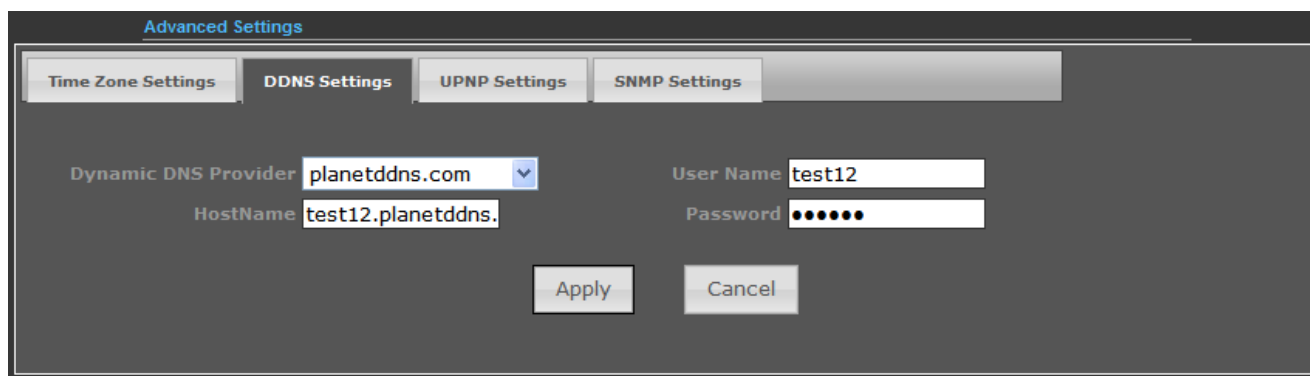 Advanced Settings
Time Zone Settings DDNS Settings UPNP Settings SNMP Settings
Dynamic DNS Provider planetddns.com User Name test12
HostName test12.planetddns. Password ●●●●●●
Apply Cancel